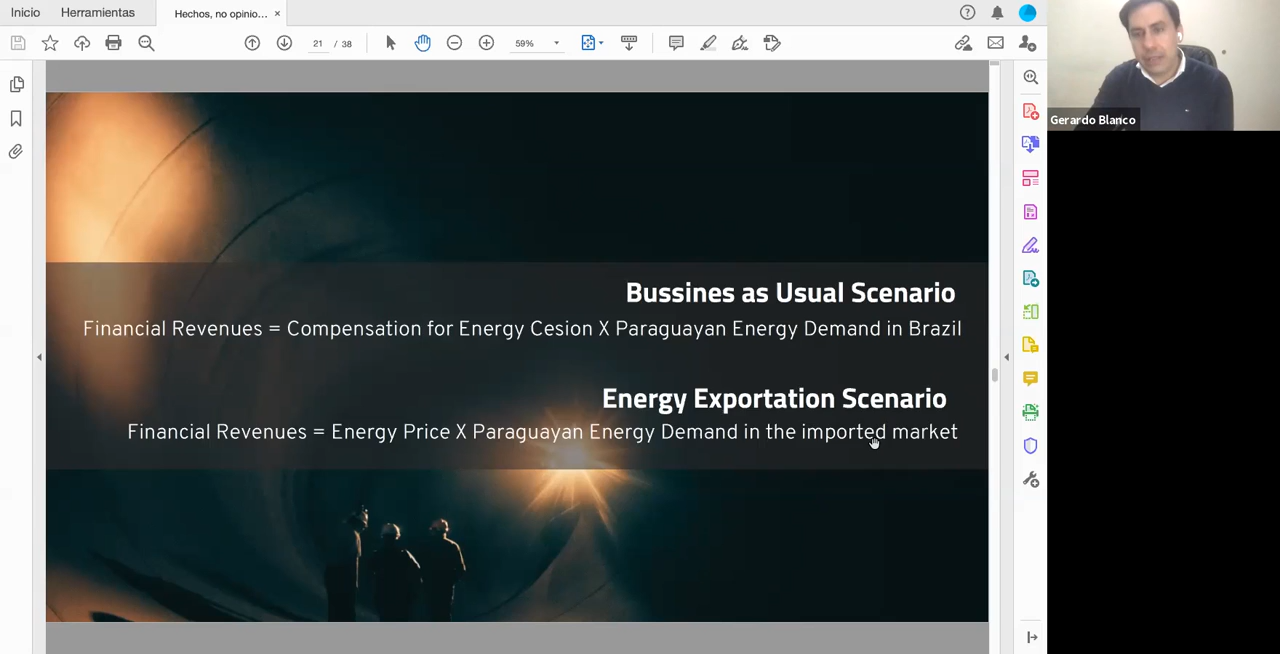 Inicio
Herramientas
Hechos, no opinio...
21 / 38
59%
Gerardo Blanco
Bussines as Usual Scenario
Financial Revenues = Compensation for Energy Cesion X Paraguayan Energy Demand in Brazil
Energy Exportation Scenario
Financial Revenues = Energy Price X Paraguayan Energy Demand in the imported market